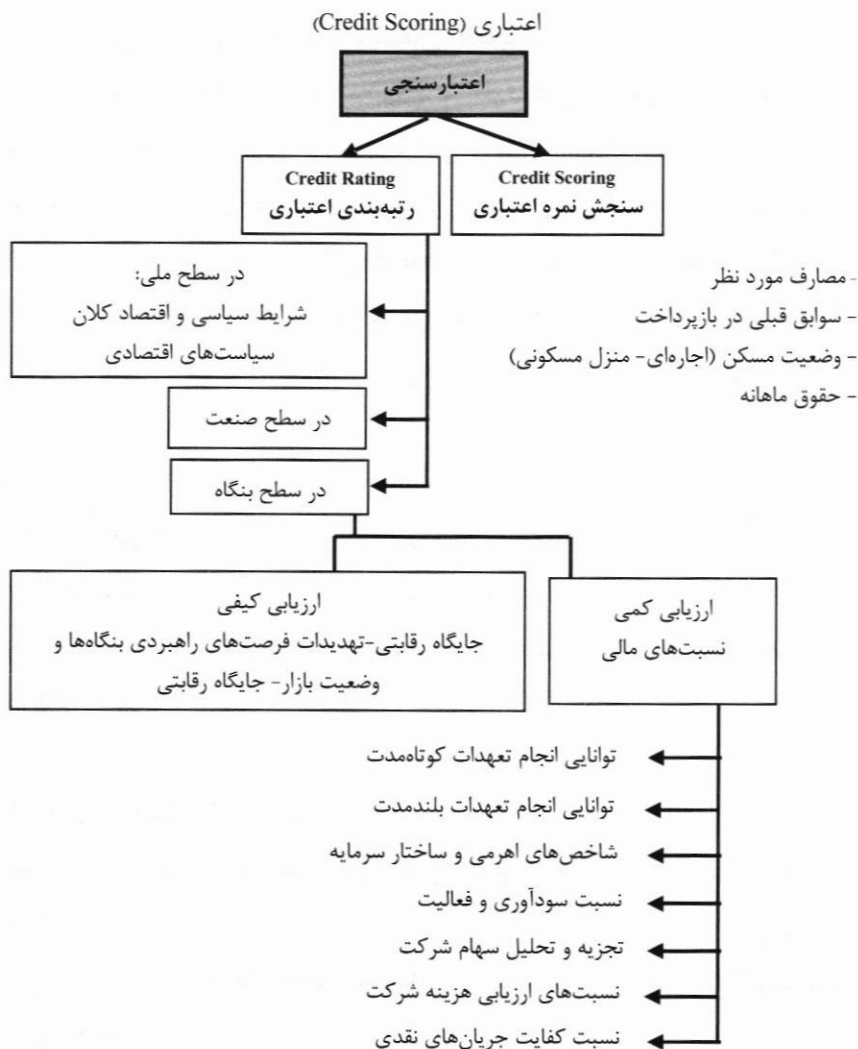 اعتباری (Credit Scoring)
اعتبارسنجی
Credit Scoring
سنجش نمره اعتباری
Credit Rating
رتبه‌بندی اعتباری
- مصارف مورد نظر
- سوابق قبلی در بازپرداخت
- وضعیت مسکن (اجاره‌ای- منزل مسکونی)
- حقوق ماهانه
در سطح ملی:
شرایط سیاسی و اقتصاد کلان
سیاست‌های اقتصادی
در سطح صنعت
در سطح بنگاه
ارزیابی کمی
نسبت‌های مالی
ارزیابی کیفی
جایگاه رقابتی-تهدیدات فرصت‌های راهبردی بنگاه‌ها و
وضعیت بازار- جایگاه رقابتی
توانایی انجام تعهدات کوتاه‌مدت
توانایی انجام تعهدات بلندمدت
شاخص‌های اهرمی و ساختار سرمایه
نسبت سودآوری و فعالیت
تجزیه و تحلیل سهام شرکت
نسبت‌های ارزیابی هزینه شرکت
نسبت کفایت جریان‌های نقدی